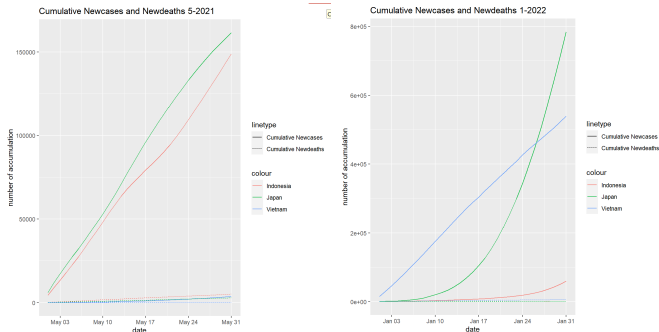 Cumulative Newcases and Newdeaths 5-2021
number of accumulation
150000
100000
50000
0
May 03
May 10
May 17
May 24
May 31
date
linetype
Cumulative Newcases
Cumulative Newdeaths
colour
Indonesia
Japan
Vietnam
Cumulative Newcases and Newdeaths 1-2022
number of accumulation
8e+05
6e+05
4e+05
2e+05
0e+00
Jan 03
Jan 10
Jan 17
Jan 24
Jan 31
date
linetype
Cumulative Newcases
Cumulative Newdeaths
colour
Indonesia
Japan
Vietnam